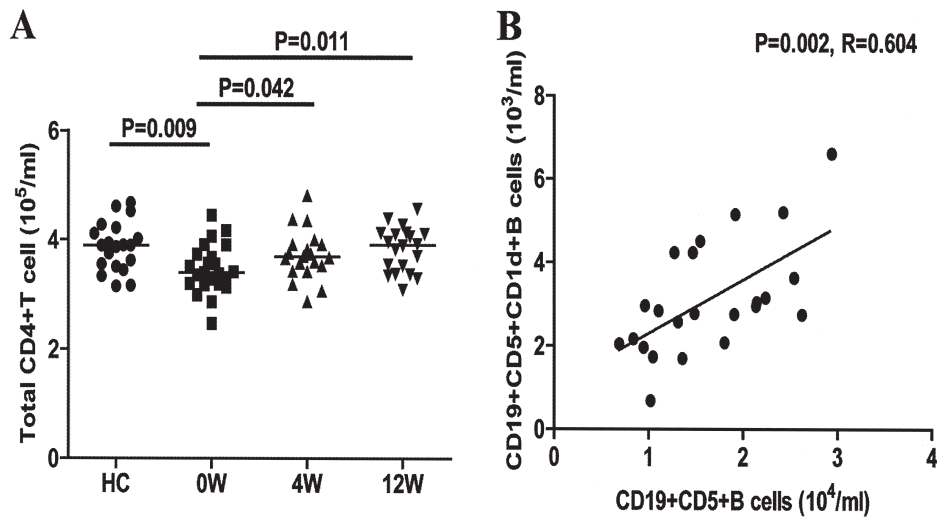 A
P=0.011
P=0.042
P=0.009
Total CD4+T cell (10⁵/ml)
6
4
2
0
HC 0W 4W 12W
B
P=0.002, R=0.604
CD19+CD5+CD1d+B cells (10³/ml)
8
6
4
2
0
0 1 2 3 4
CD19+CD5+B cells (10⁴/ml)